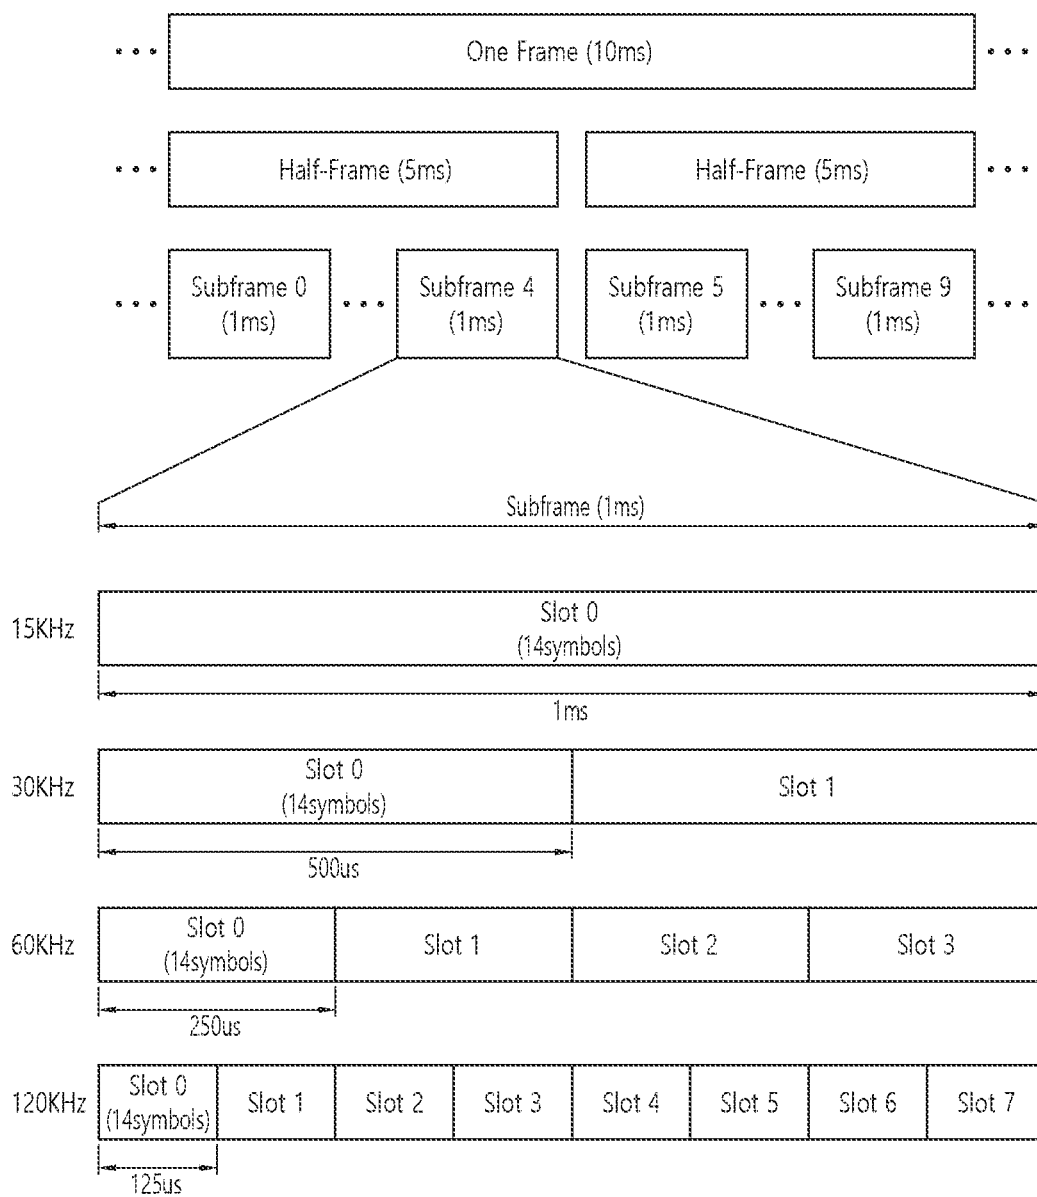 One Frame (10ms)
Half-Frame (5ms) Half-Frame (5ms)
Subframe 0 Subframe 4 Subframe 5 Subframe 9
(1ms) (1ms) (1ms) (1ms)
Subframe (1ms)
15KHz
Slot 0
(14symbols)
1ms
30KHz
Slot 0
(14symbols)
Slot 1
500us
60KHz
Slot 0
(14symbols)
Slot 1 Slot 2 Slot 3
250us
120KHz
Slot 0
(14symbols)
Slot 1 Slot 2 Slot 3 Slot 4 Slot 5 Slot 6 Slot 7
125us